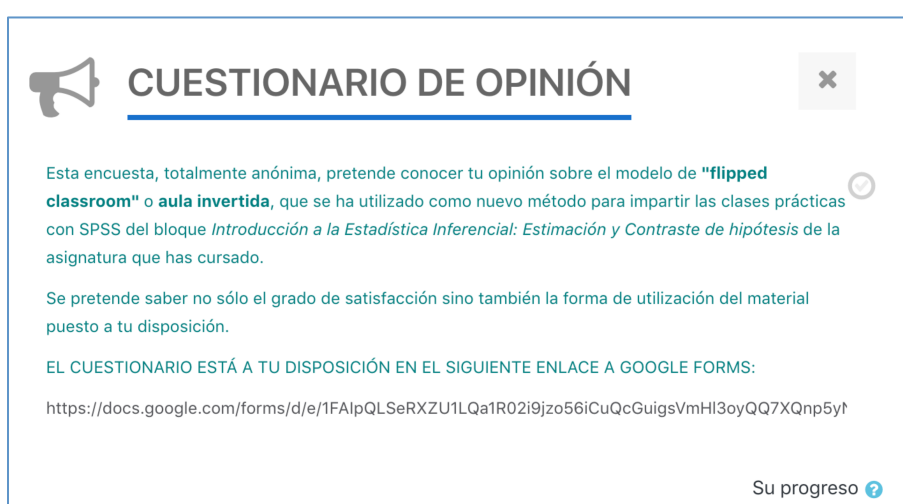 CUESTIONARIO DE OPINIÓN
Esta encuesta, totalmente anónima, pretende conocer tu opinión sobre el modelo de "flipped
classroom" o aula invertida, que se ha utilizado como nuevo método para impartir las clases prácticas
con SPSS del bloque Introducción a la Estadística Inferencial: Estimación y Contraste de hipótesis de la
asignatura que has cursado.
Se pretende saber no sólo el grado de satisfacción sino también la forma de utilización del material
puesto a tu disposición.
EL CUESTIONARIO ESTÁ A TU DISPOSICIÓN EN EL SIGUIENTE ENLACE A GOOGLE FORMS:
https://docs.google.com/forms/d/e/1FAIpQLSeRXZU1LQa1R02i9jzo56iCuQcGuigsVmHl3oyQQ7XQnp5y
Su progreso